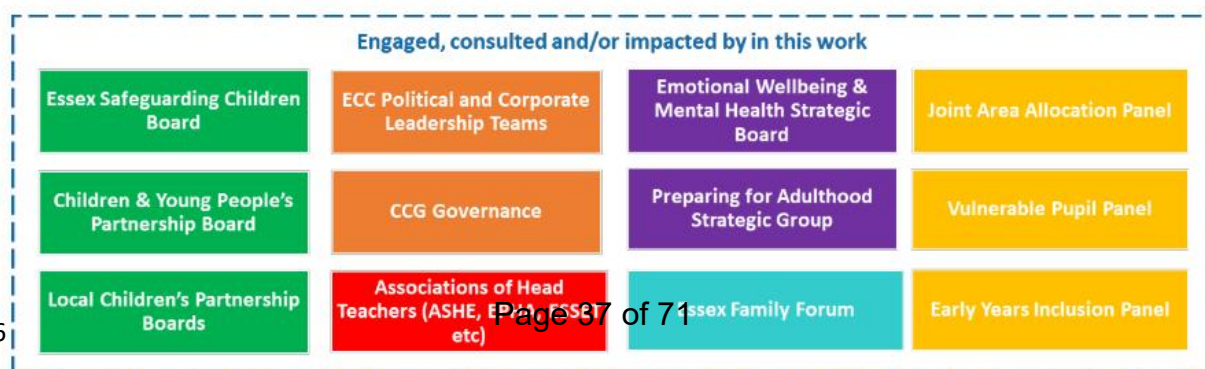 Engaged, consulted and/or impacted by in this work
Essex Safeguarding Children
Board
ECC Political and Corporate
Leadership Teams
Emotional Wellbeing &
Mental Health Strategic
Board
Joint Area Allocation Panel
Children & Young People's
Partnership Board
CCG Governance
Preparing for Adulthood
Strategic Group
Vulnerable Pupil Panel
Local Children's Partnership
Boards
Associations of Head
Teachers (ASHE,
etc)
Essex Family Forum
Early Years Inclusion Panel
Page 37 of 71